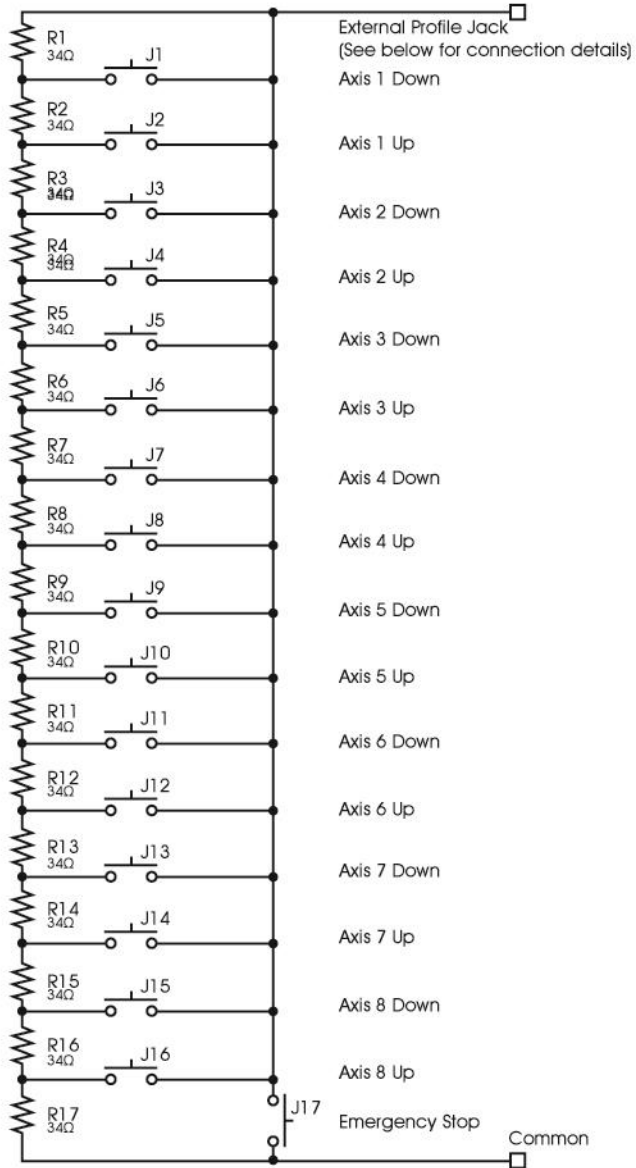 External Profile Jack
(See below for connection details)
R1
34Ω
J1
Axis 1 Down
R2
34Ω
J2
Axis 1 Up
R3
34Ω
J3
Axis 2 Down
R4
34Ω
J4
Axis 2 Up
R5
34Ω
J5
Axis 3 Down
R6
34Ω
J6
Axis 3 Up
R7
34Ω
J7
Axis 4 Down
R8
34Ω
J8
Axis 4 Up
R9
34Ω
J9
Axis 5 Down
R10
34Ω
J10
Axis 5 Up
R11
34Ω
J11
Axis 6 Down
R12
34Ω
J12
Axis 6 Up
R13
34Ω
J13
Axis 7 Down
R14
34Ω
J14
Axis 7 Up
R15
34Ω
J15
Axis 8 Down
R16
34Ω
J16
Axis 8 Up
R17
34Ω
J17
Emergency Stop
Common